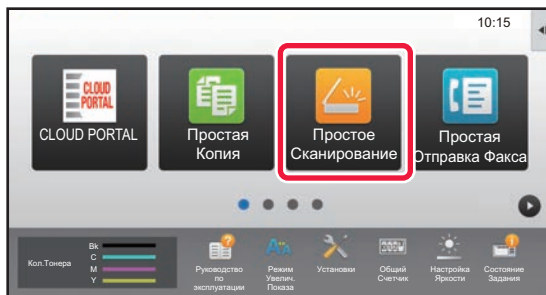 10:15
CLOUD
PORTAL
CLOUD PORTAL
Простая
Копия
Простое
Сканирование
Простая
Отправка Факса
Кол.Тонера
Bk
C
M
Y
Руководство
по
эксплуатации
Режим
Увелич.
Показа
Установки
Общий
Счетчик
Настройка
Яркости
Состояние
Задания